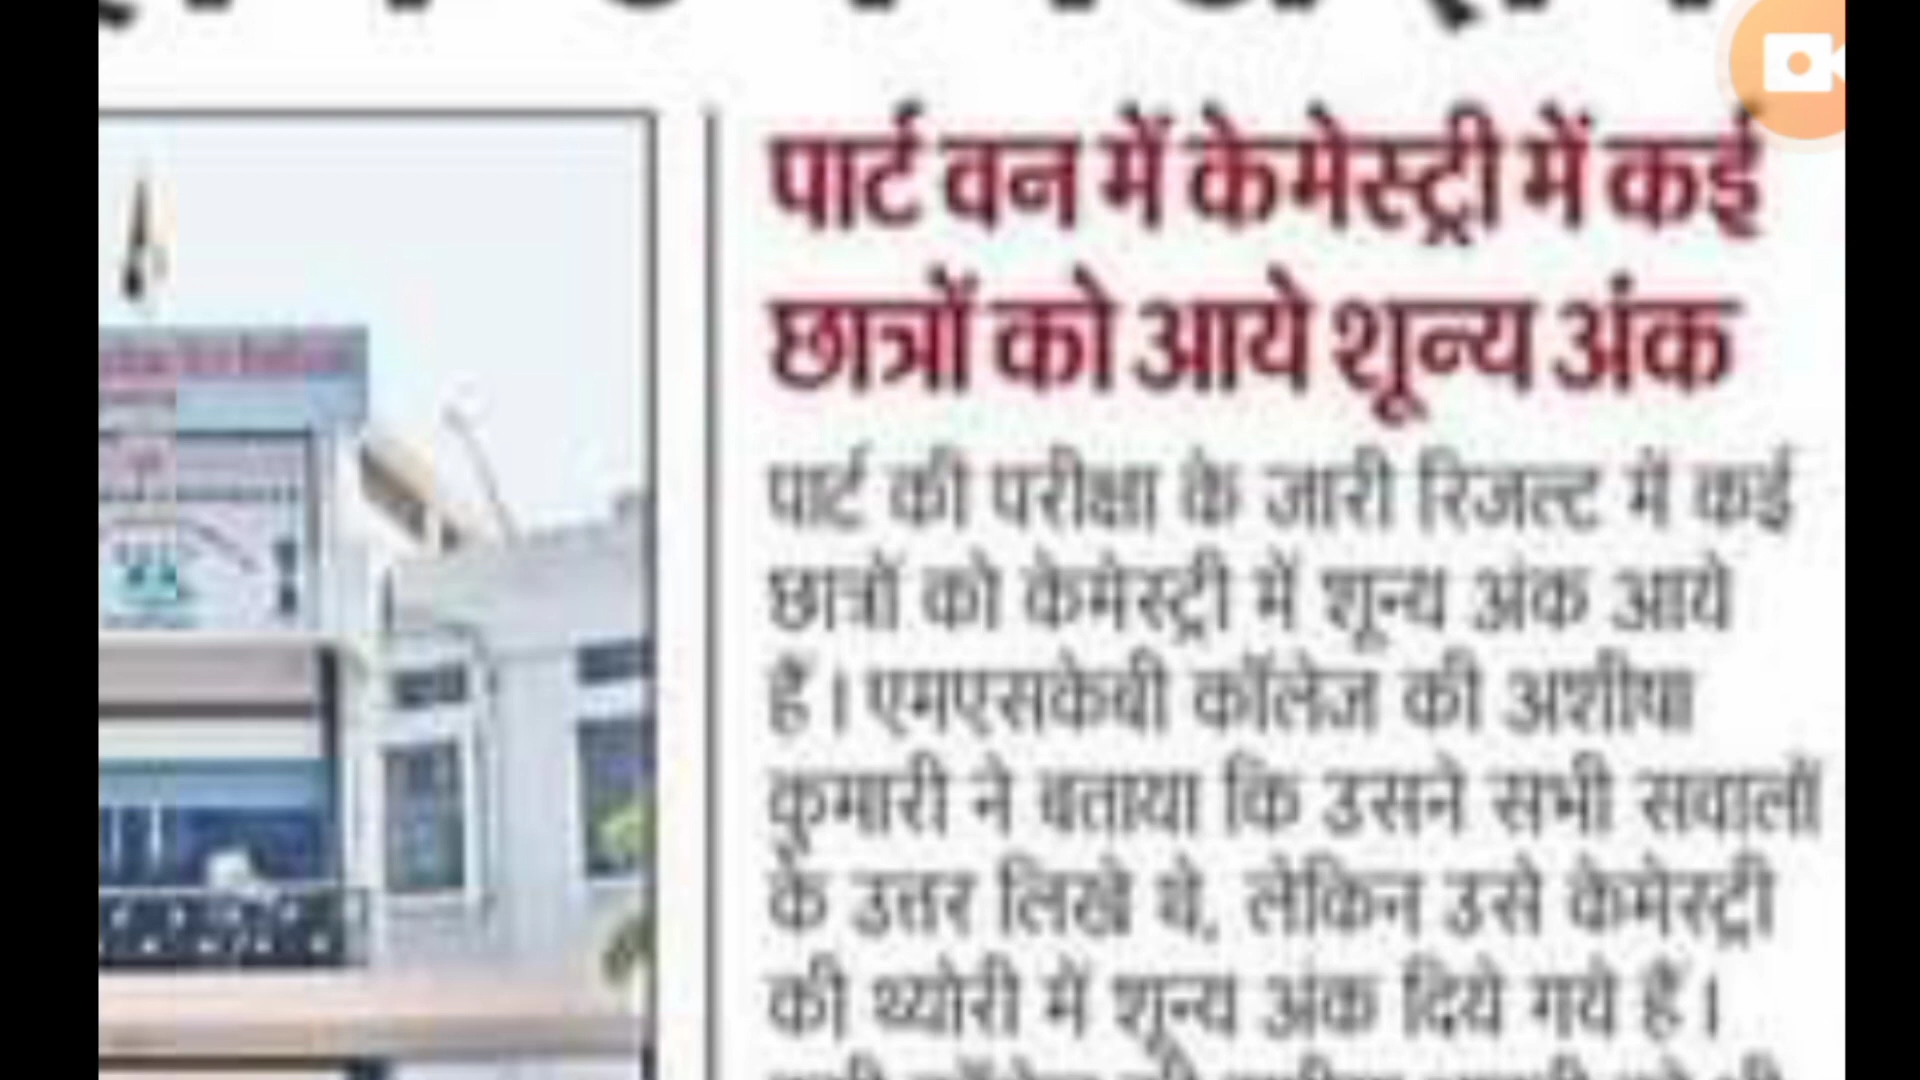 पार्ट वन में केमेस्ट्री में कई
छात्रों को आये शून्य अंक
पार्ट की परीक्षा के जारी रिजल्ट में कई
छात्रों को केमेस्ट्री में शून्य अंक आये
हैं। एमएसकेबी कॉलेज की अशीषा
कुमारी ने बताया कि उसने सभी सवालों
के उत्तर लिखे थे, लेकिन उसे केमेस्ट्री
की थ्योरी में शून्य अंक दिये गये हैं।